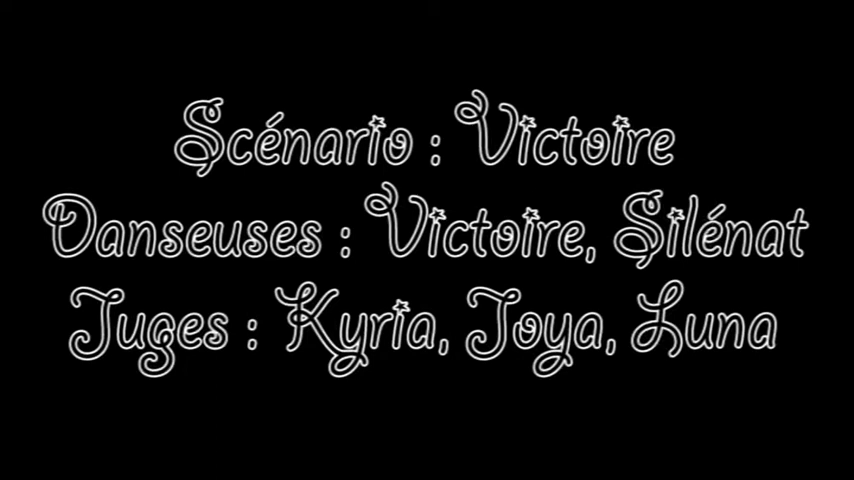 Scénario : Victoire
Danseuses : Victoire, Silénat
Juges : Kyria, Joya, Luna